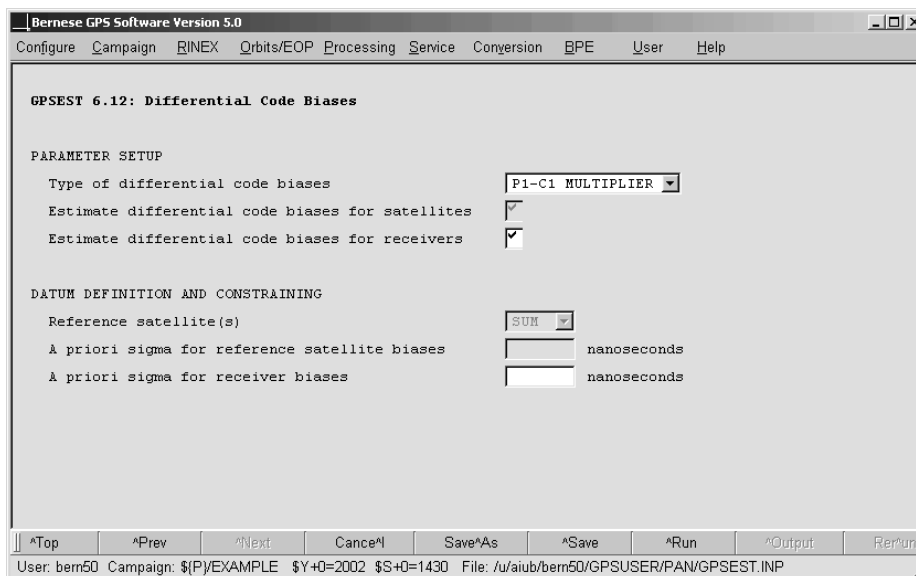 Bernese GPS Software Version 5.0
Configure Campaign RINEX Orbits/EOP Processing Service Conversion BPE User Help
GPSEST 6.12: Differential Code Biases
PARAMETER SETUP
Type of differential code biases P1-C1 MULTIPLIER
Estimate differential code biases for satellites
Estimate differential code biases for receivers
DATUM DEFINITION AND CONSTRAINING
Reference satellite(s) SUM
A priori sigma for reference satellite biases nanoseconds
A priori sigma for receiver biases nanoseconds
^Top ^Prev ^Next Cance^l Save^As ^Save ^Run ^Output Rer^un
User: bern50 Campaign: ${P}/EXAMPLE $Y+0=2002 $S+0=1430 File: /u/aiub/bern50/GPSUSER/PAN/GPSEST.INP